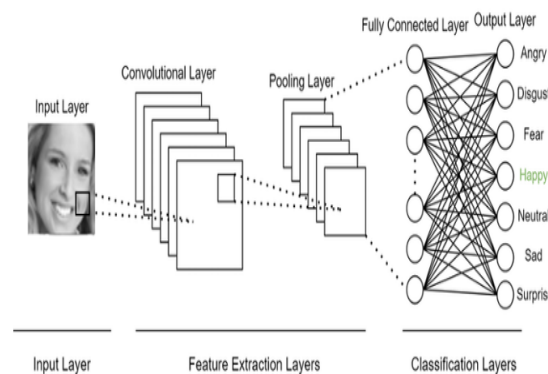 Fully Connected Layer
Output Layer
Convolutional Layer
Pooling Layer
Input Layer
Angry
Disgus
Fear
Happy
Neutra
Sad
Surpris
Input Layer
Feature Extraction Layers
Classification Layers